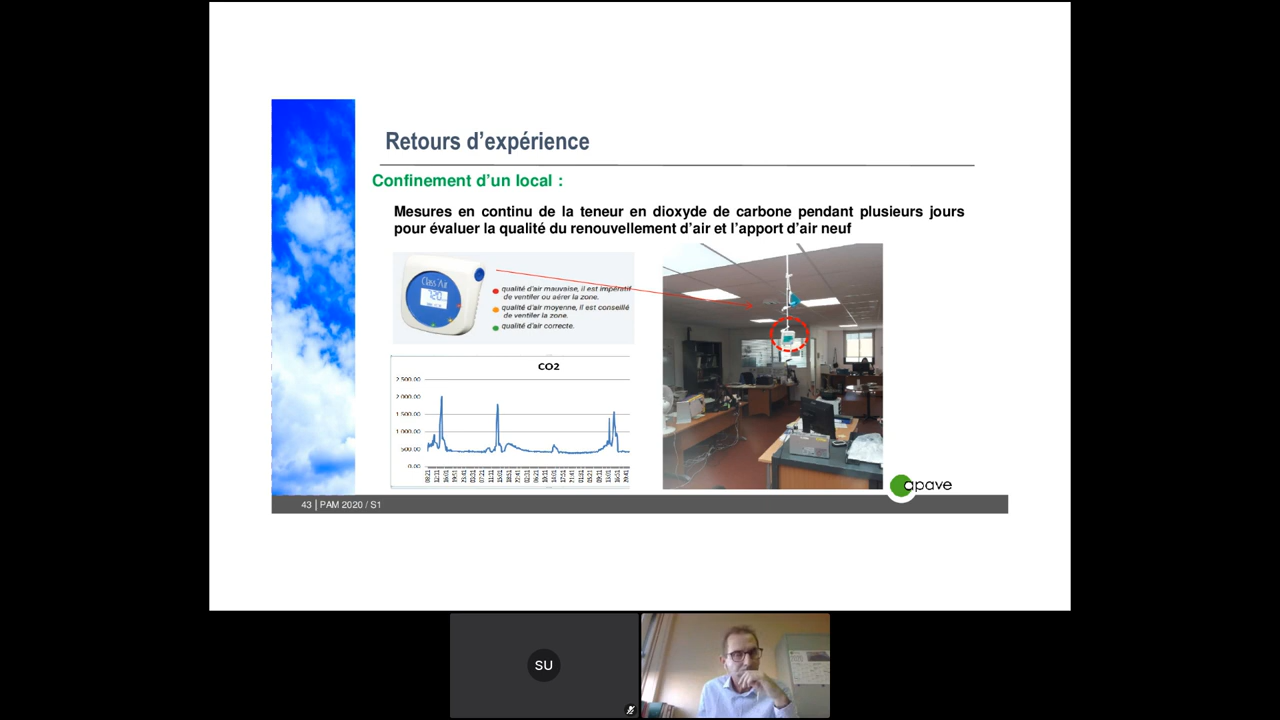 Retours d’expérience
Confinement d’un local :
Mesures en continu de la teneur en dioxyde de carbone pendant plusieurs jours
pour évaluer la qualité du renouvellement d’air et l’apport d’air neuf
Class Air
qualité d'air mauvaise, il est impératif
de ventiler ou aérer la zone.
qualité d'air moyenne, il est conseillé
de ventiler la zone.
qualité d'air correcte.
CO2
2 500.00
2 000.00
1 500.00
1 000.00
500.00
0.00
apave
43 | PAM 2020 / S1
SU